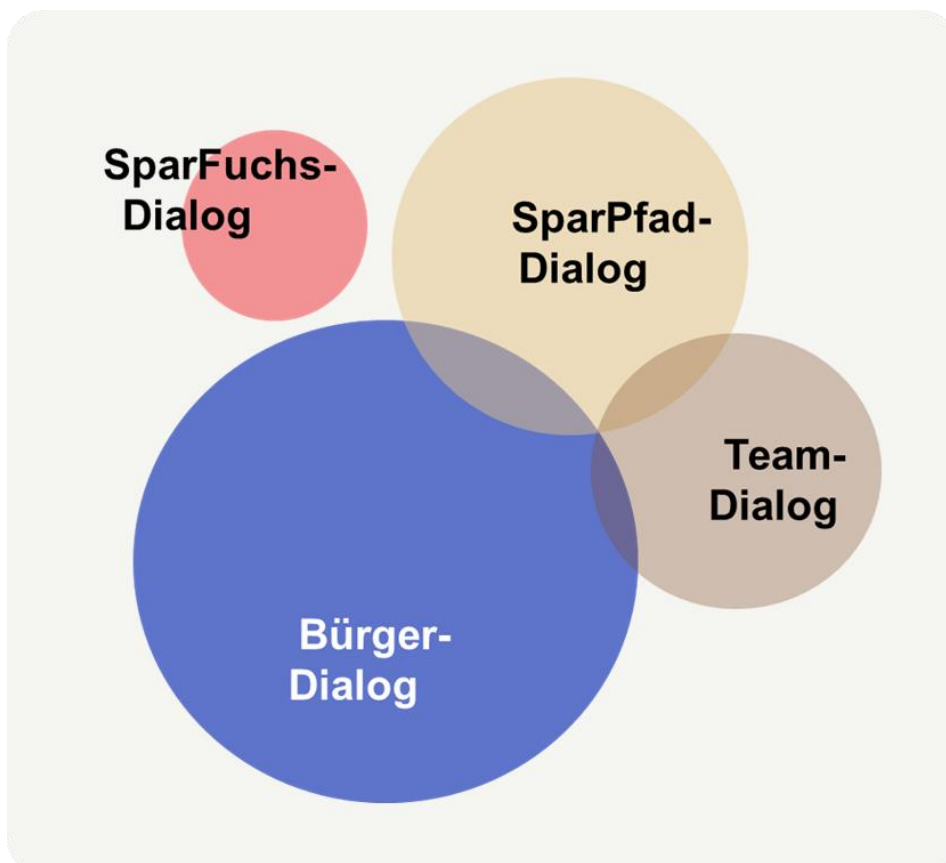 SparFuchs-
Dialog
SparPfad-
Dialog
Team-
Dialog
Bürger-
Dialog